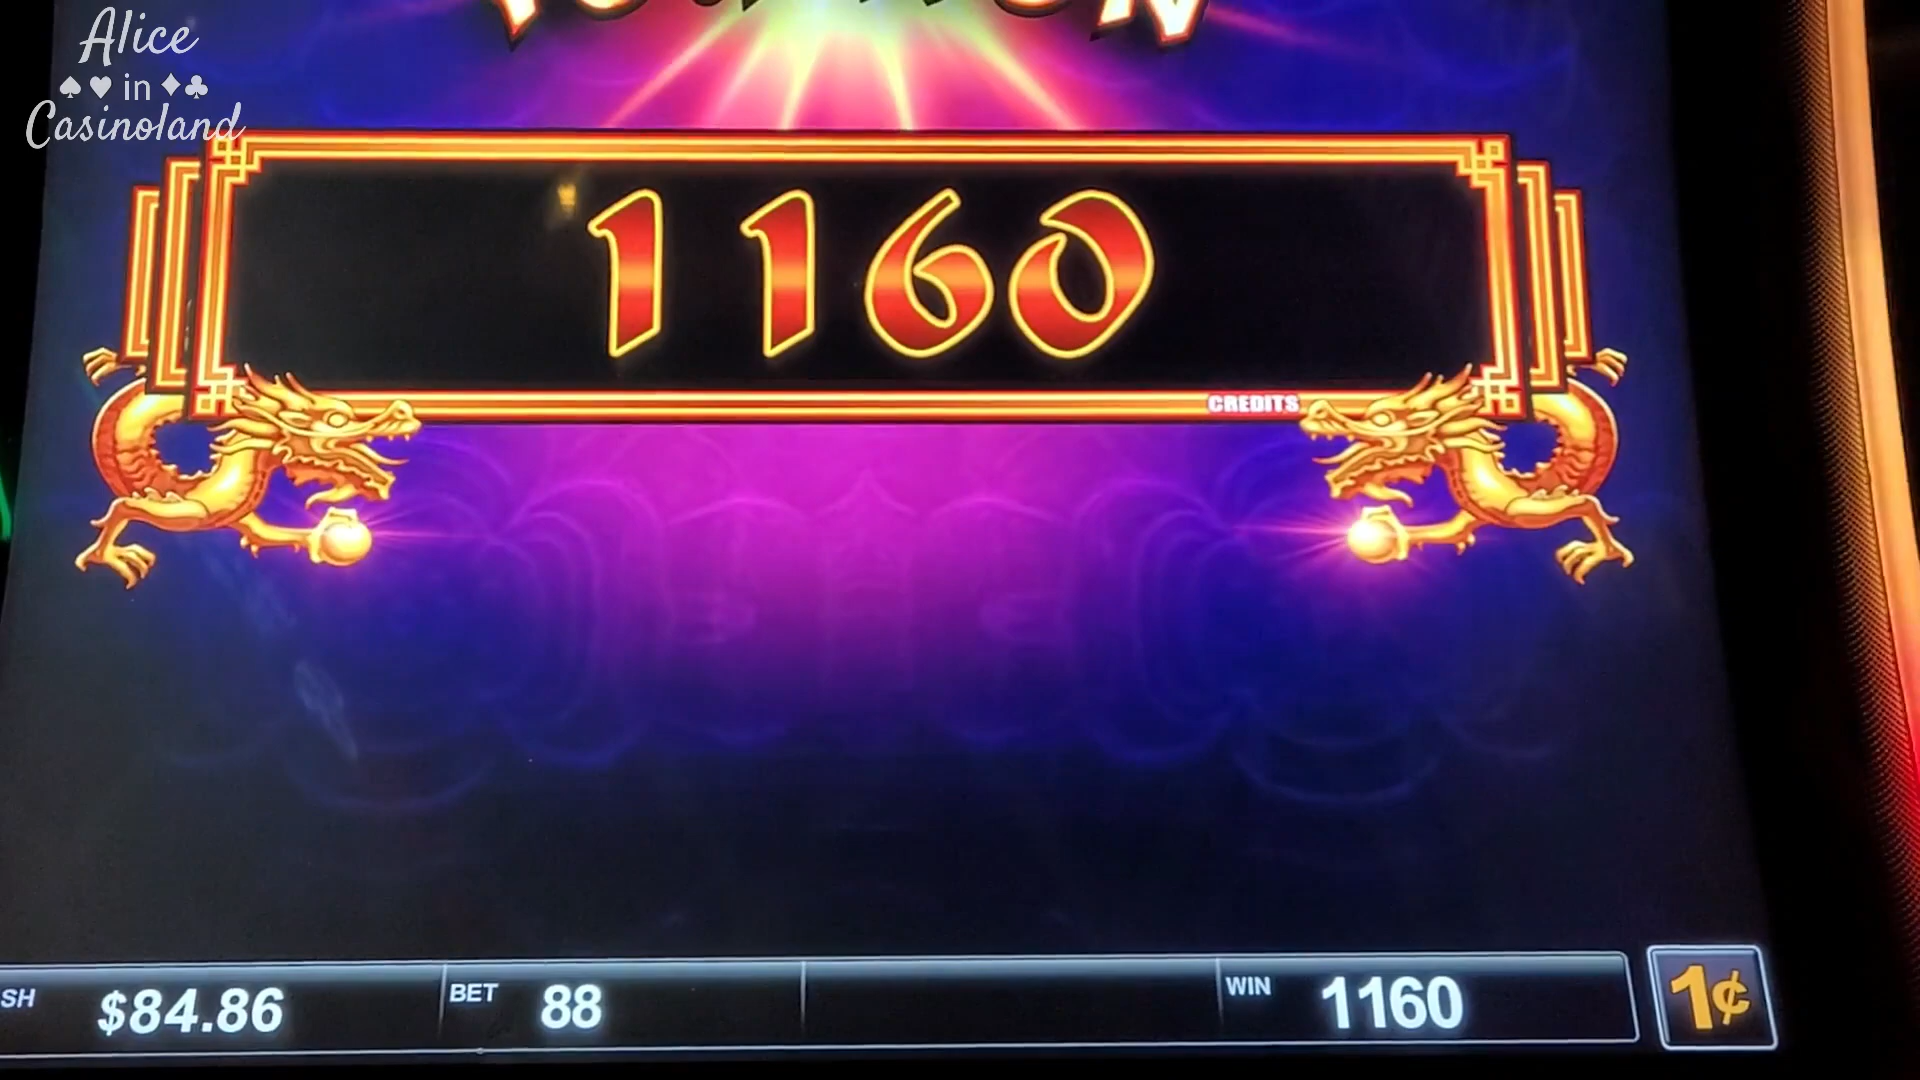 Alice
in
Casinoland
1160
CREDITS
SH $84.86 BET 88 WIN 1160 1¢